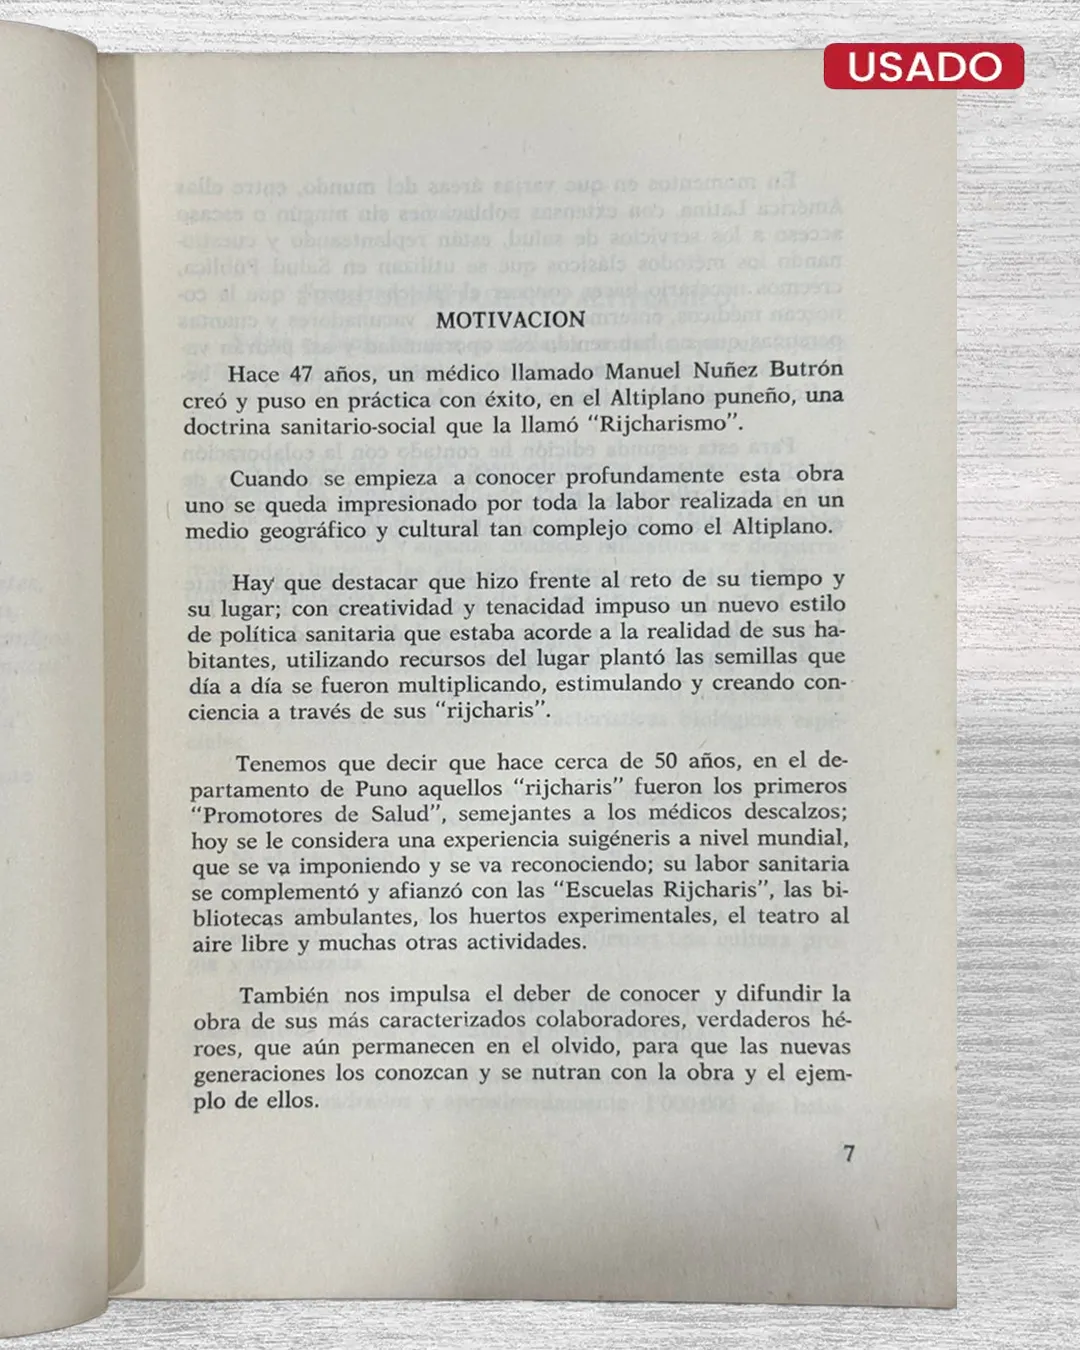 USADO
MOTIVACION
Hace 47 años, un médico llamado Manuel Nuñez Butrón
creó y puso en práctica con éxito, en el Altiplano puneño, una
doctrina sanitario-social que la llamó “Rijcharismo”.
Cuando se empieza a conocer profundamente esta obra
uno se queda impresionado por toda la labor realizada en un
medio geográfico y cultural tan complejo como el Altiplano.
Hay que destacar que hizo frente al reto de su tiempo y
su lugar; con creatividad y tenacidad impuso un nuevo estilo
de política sanitaria que estaba acorde a la realidad de sus ha-
bitantes, utilizando recursos del lugar plantó las semillas que
día a día se fueron multiplicando, estimulando y creando con-
ciencia a través de sus “rijcharis”.
Tenemos que decir que hace cerca de 50 años, en el de-
partamento de Puno aquellos “rijcharis” fueron los primeros
“Promotores de Salud”, semejantes a los médicos descalzos;
hoy se le considera una experiencia suigéneris a nivel mundial,
que se va imponiendo y se va reconociendo; su labor sanitaria
se complementó y afianzó con las “Escuelas Rijcharis”, las bi-
bliotecas ambulantes, los huertos experimentales, el teatro al
aire libre y muchas otras actividades.
También nos impulsa el deber de conocer y difundir la
obra de sus más caracterizados colaboradores, verdaderos hé-
roes, que aún permanecen en el olvido, para que las nuevas
generaciones los conozcan y se nutran con la obra y el ejem-
plo de ellos.
7